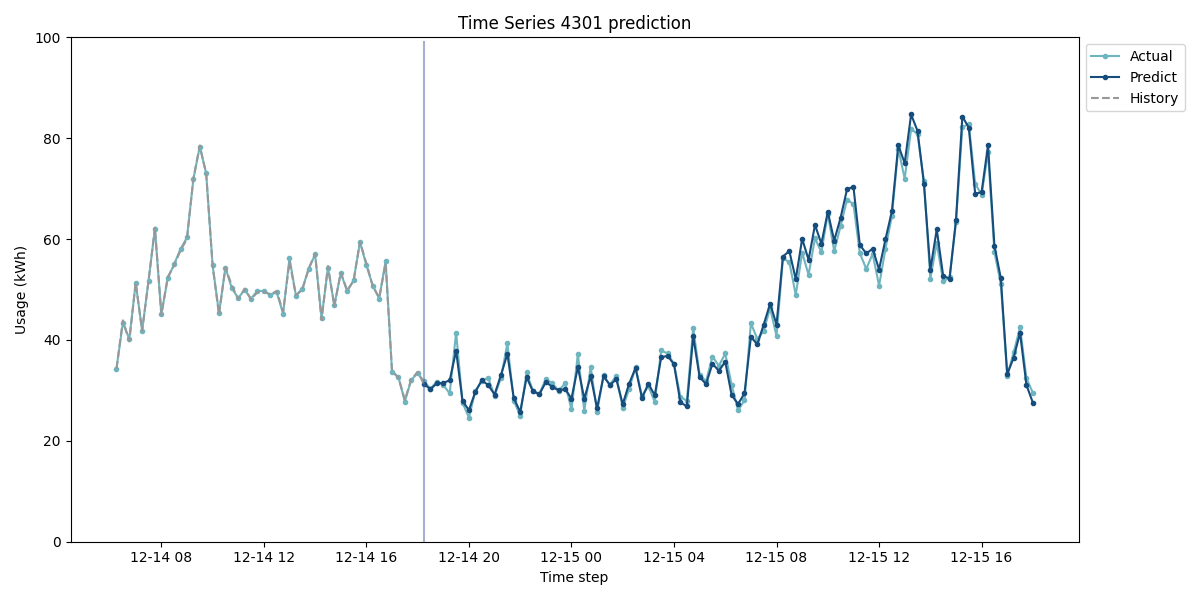 Time Series 4301 prediction
Usage (kWh)
100
80
60
40
20
0
12-14 08
12-14 12
12-14 16
12-14 20
12-15 00
12-15 04
12-15 08
12-15 12
12-15 16
Time step
Actual
Predict
History